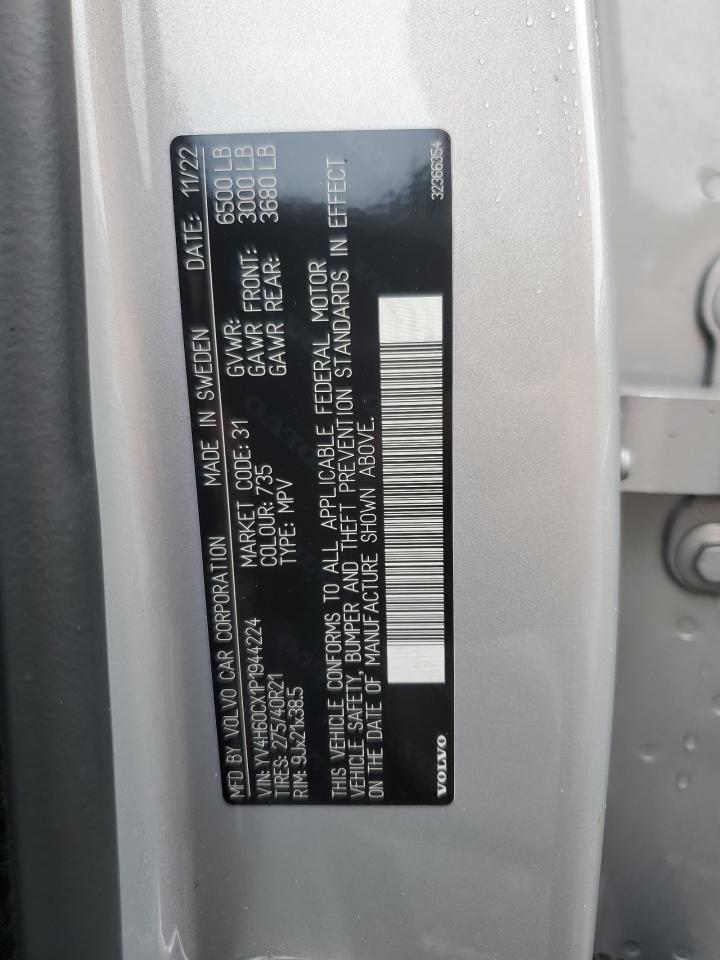 MFD BY VOLVO CAR CORPORATION MADE IN SWEDEN DATE: 11/22
VIN: YV4H60CX1P1944224 MARKET CODE: 31 GVWR: 6500 LB
TIRES: 275/40R21 COLOUR: 735 GAWR FRONT: 3000 LB
RIM: 9Jx21x38.5 TYPE: MPV GAWR REAR: 3680 LB
THIS VEHICLE CONFORMS TO ALL APPLICABLE FEDERAL MOTOR
VEHICLE SAFETY, BUMPER AND THEFT PREVENTION STANDARDS IN EFFECT
ON THE DATE OF MANUFACTURE SHOWN ABOVE.
VOLVO 32366354